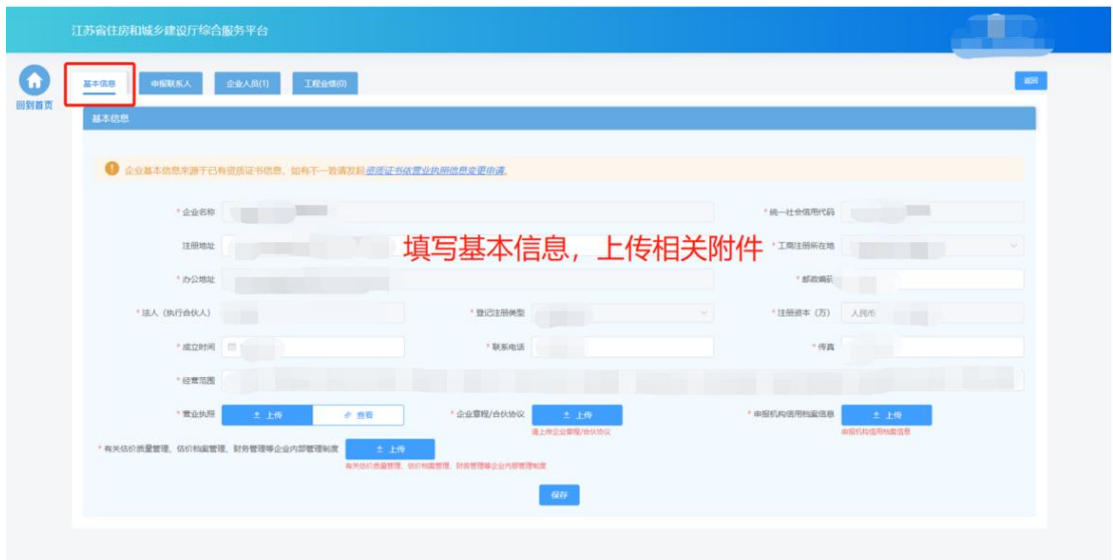 江苏省住房和城乡建设厅综合服务平台
回到首页
基本信息 申报联系人 企业人员(1) 工程业绩(0) 返回
基本信息
企业基本信息来源于已有资质证书信息，如有不一致请发起 资质证书依营业执照信息变更申请。
* 企业名称 * 统一社会信用代码
注册地址 填写基本信息，上传相关附件 * 工商注册所在地
* 办公地址 * 邮政编码
* 法人（执行合伙人） * 登记注册类型 * 注册资本（万） 人民币
* 成立时间 * 联系电话 * 传真
* 经营范围
* 营业执照 上传 查看 * 企业章程/合伙协议 上传 * 申报机构信用档案信息 上传
请上传企业章程/合伙协议 申报机构信用档案信息
* 有关估价质量管理、估价档案管理、财务管理等企业内部管理制度 上传
有关估价质量管理、估价档案管理、财务管理等企业内部管理制度
保存